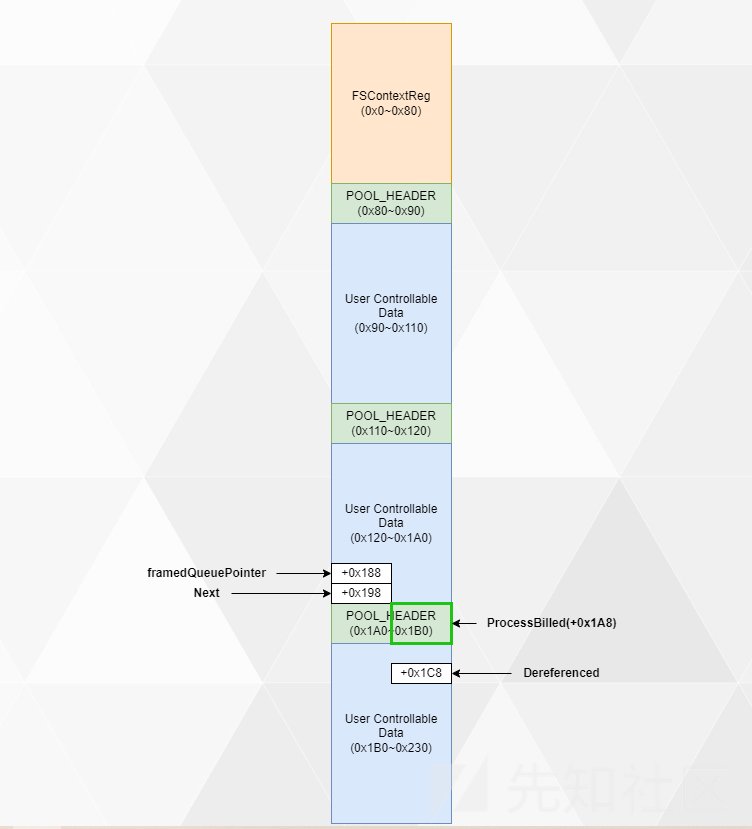 FSContextReg
(0x0~0x80)
POOL_HEADER
(0x80~0x90)
User Controllable
Data
(0x90~0x110)
POOL_HEADER
(0x110~0x120)
User Controllable
Data
(0x120~0x1A0)
framedQueuePointer
+0x188
Next
+0x198
POOL_HEADER
(0x1A0~0x1B0)
ProcessBilled(+0x1A8)
+0x1C8
Dereferenced
User Controllable
Data
(0x1B0~0x230)
先知社区